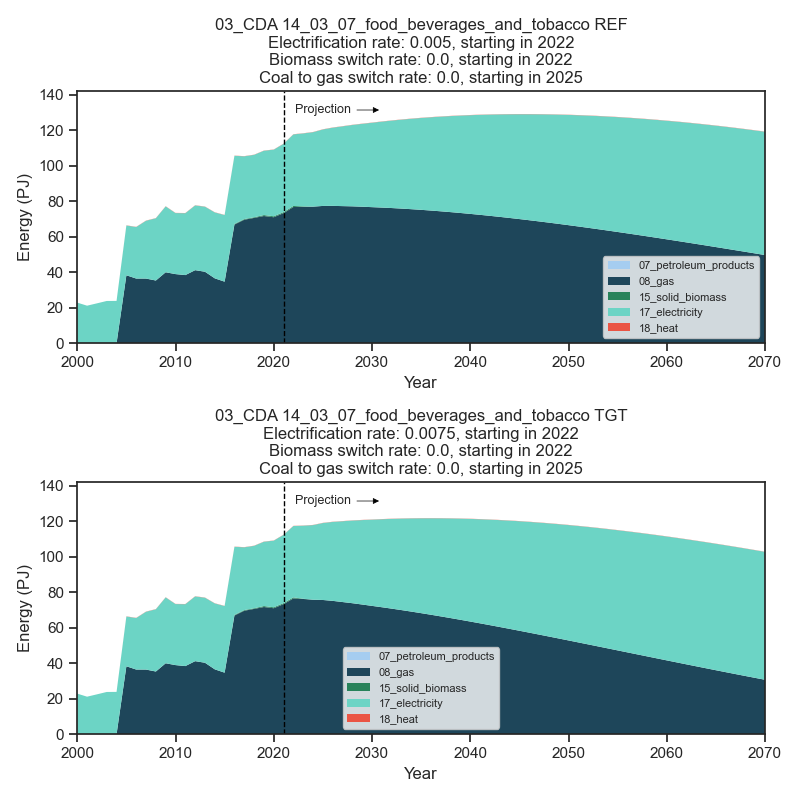 03_CDA 14_03_07_food_beverages_and_tobacco REF
Electrification rate: 0.005, starting in 2022
Biomass switch rate: 0.0, starting in 2022
Coal to gas switch rate: 0.0, starting in 2025
140
120
100
80
60
40
20
0
Energy (PJ)
Projection
07_petroleum_products
08_gas
15_solid_biomass
17_electricity
18_heat
2000 2010 2020 2030 2040 2050 2060 2070
Year
03_CDA 14_03_07_food_beverages_and_tobacco TGT
Electrification rate: 0.0075, starting in 2022
Biomass switch rate: 0.0, starting in 2022
Coal to gas switch rate: 0.0, starting in 2025
140
120
100
80
60
40
20
0
Energy (PJ)
Projection
07_petroleum_products
08_gas
15_solid_biomass
17_electricity
18_heat
2000 2010 2020 2030 2040 2050 2060 2070
Year